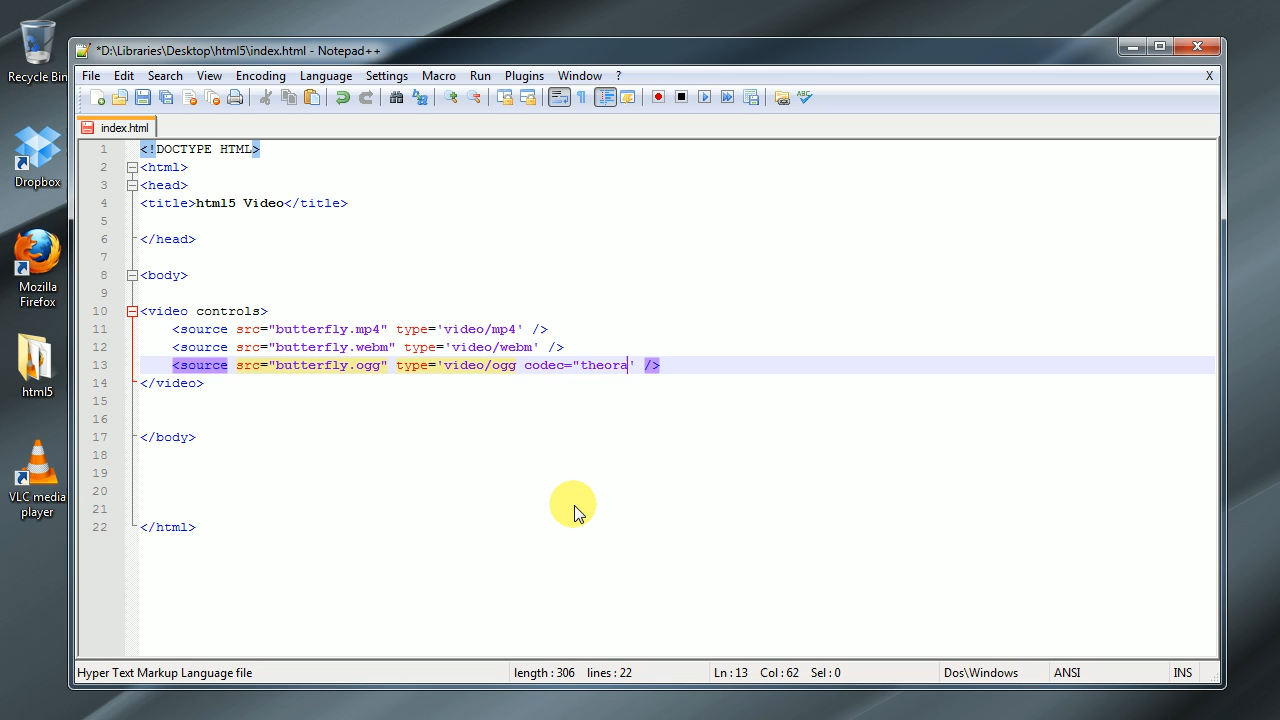 Recycle Bin
Dropbox
Mozilla
Firefox
html5
VLC media
player
*D:\Libraries\Desktop\html5\index.html - Notepad++
File Edit Search View Encoding Language Settings Macro Run Plugins Window ? X
ABC
index.html
1 <!DOCTYPE HTML>
2 <html>
3 <head>
4 <title>html5 Video</title>
5
6 </head>
7
8 <body>
9
10 <video controls>
11 <source src="butterfly.mp4" type='video/mp4' />
12 <source src="butterfly.webm" type='video/webm' />
13 <source src="butterfly.ogg" type='video/ogg codec="theora' />
14 </video>
15
16
17 </body>
18
19
20
21
22 </html>
Hyper Text Markup Language file length : 306 lines : 22 Ln : 13 Col : 62 Sel : 0 Dos\Windows ANSI INS